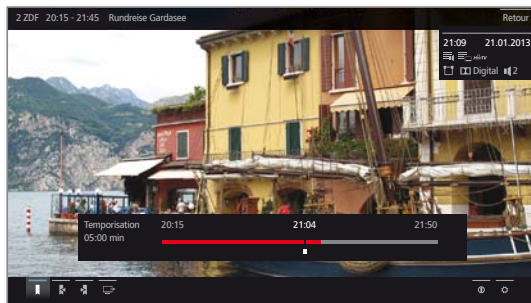 2 ZDF 20:15 - 21:45 Rundreise Gardasee
Retour
21:09 21.01.2013
Digital 2
Temporisation 20:15 21:04 21:50
05:00 min